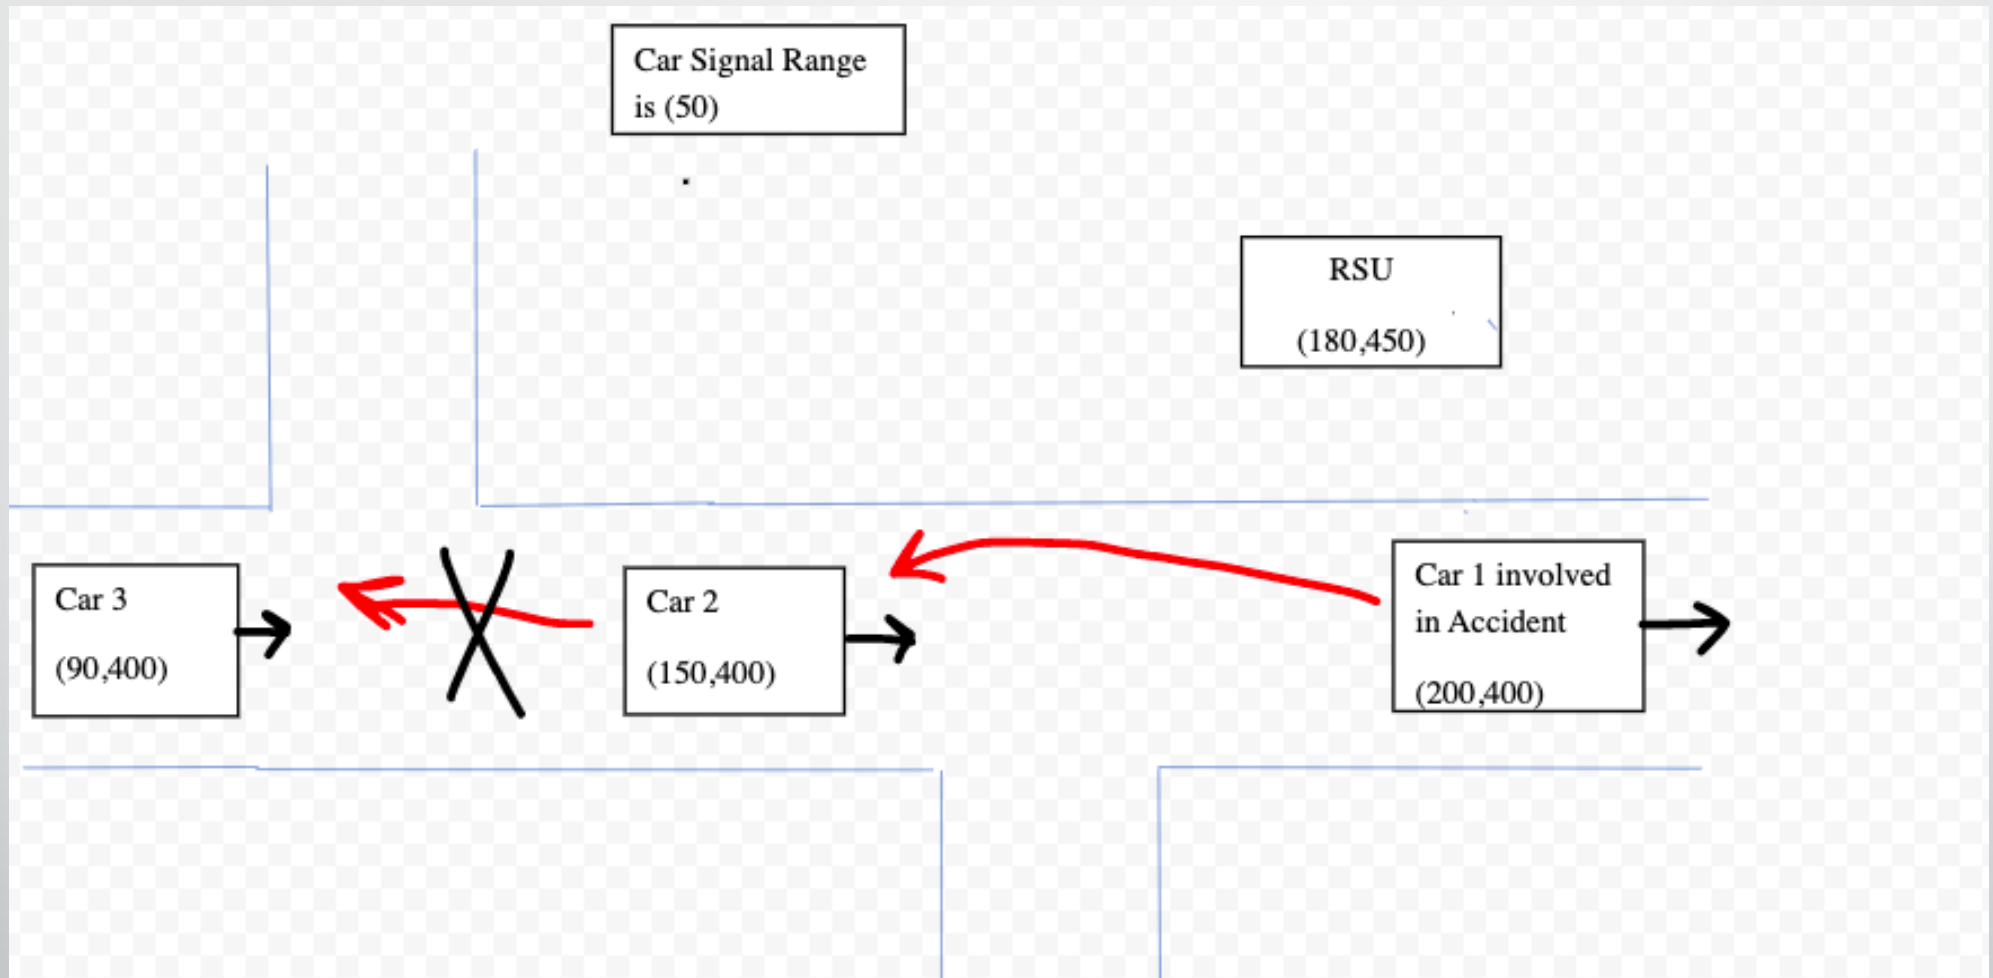 Car Signal Range
is (50)
RSU
(180,450)
Car 3
(90,400)
Car 2
(150,400)
Car 1 involved
in Accident
(200,400)